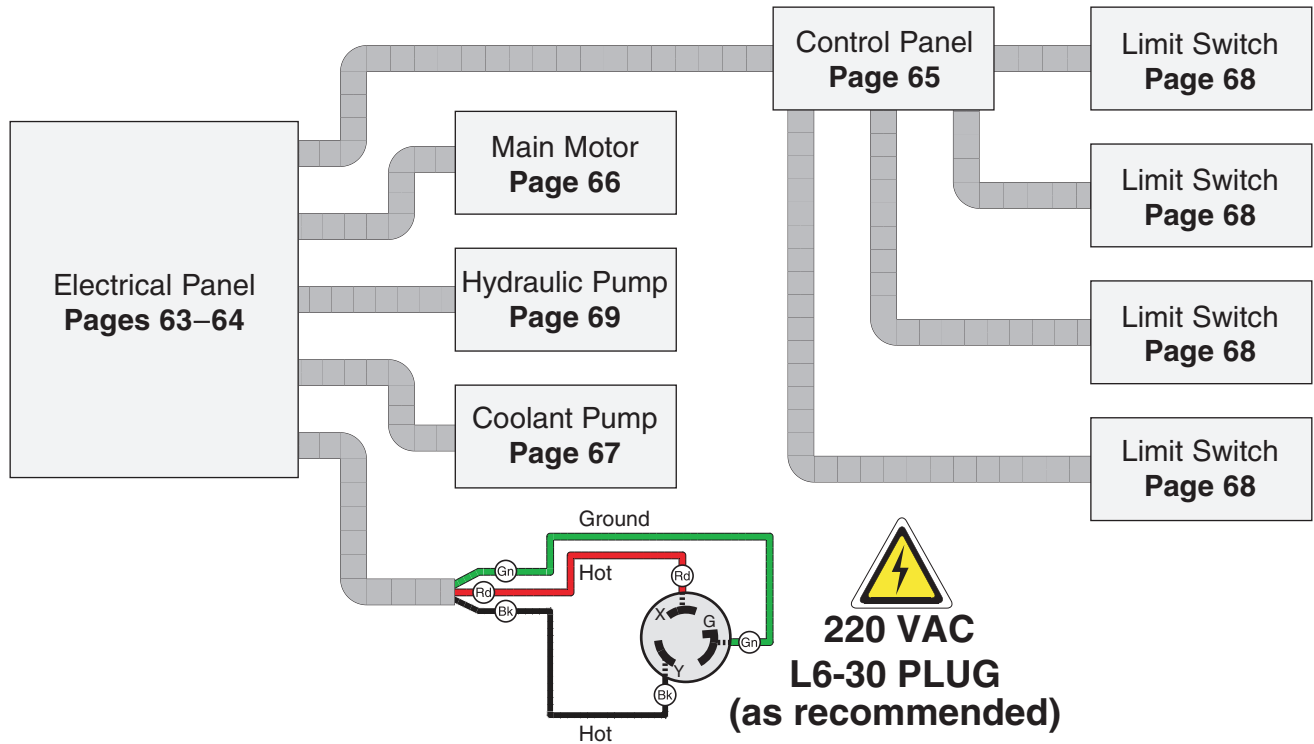 Control Panel
Page 65
Limit Switch
Page 68
Main Motor
Page 66
Limit Switch
Page 68
Electrical Panel
Pages 63–64
Hydraulic Pump
Page 69
Limit Switch
Page 68
Coolant Pump
Page 67
Limit Switch
Page 68
Ground
Gn
Hot
Rd
Rd
Bk
X
G
Gn
Y
Bk
Hot
220 VAC
L6-30 PLUG
(as recommended)